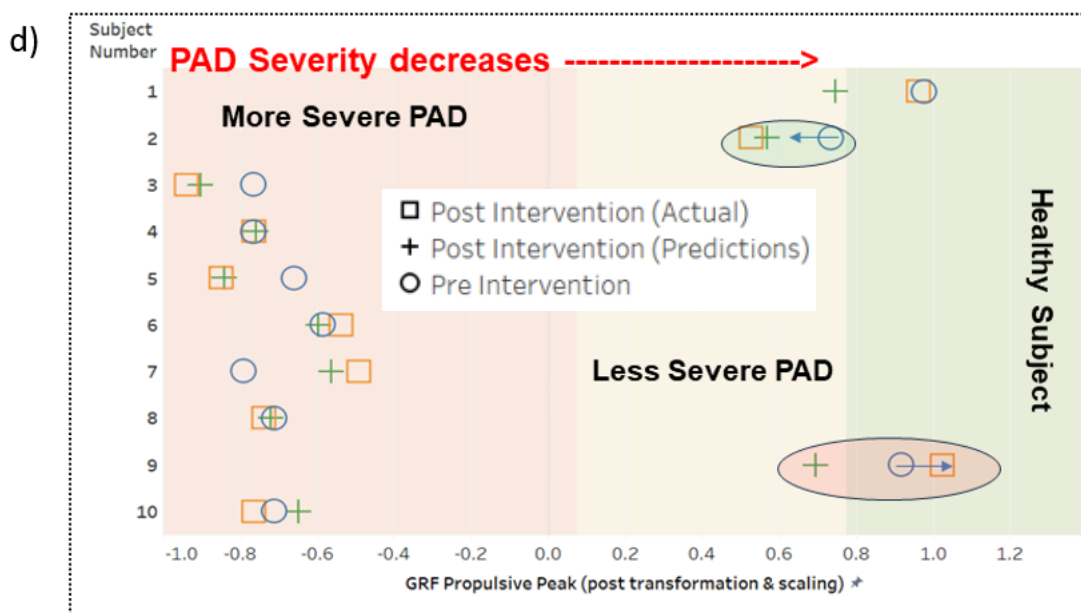 d)
Subject
Number
PAD Severity decreases --------------------->
More Severe PAD
1
2
3
4
5
6
7
8
9
10
Post Intervention (Actual)
Post Intervention (Predictions)
Pre Intervention
Less Severe PAD
Healthy Subject
-1.0 -0.8 -0.6 -0.4 -0.2 0.0 0.2 0.4 0.6 0.8 1.0 1.2
GRF Propulsive Peak (post transformation & scaling)